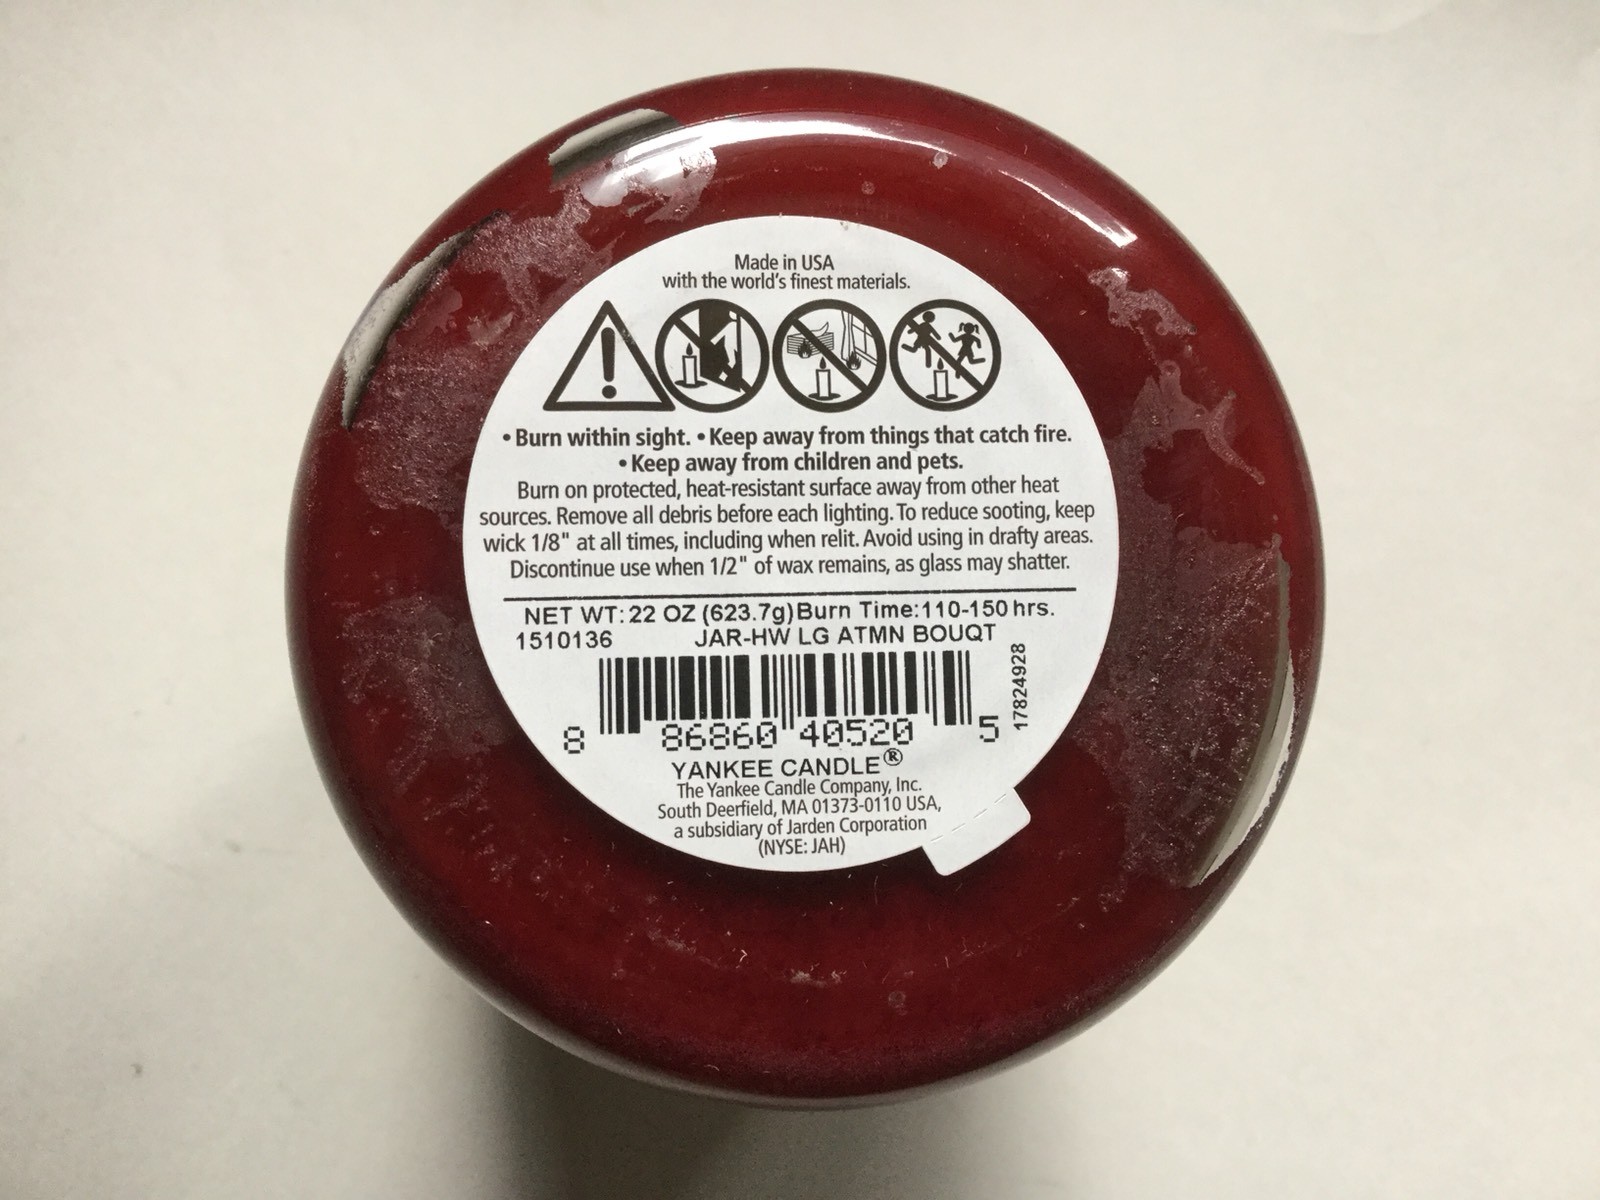 Made in USA
with the world's finest materials.
• Burn within sight. • Keep away from things that catch fire.
• Keep away from children and pets.
Burn on protected, heat-resistant surface away from other heat
sources. Remove all debris before each lighting. To reduce sooting, keep
wick 1/8" at all times, including when relit. Avoid using in drafty areas.
Discontinue use when 1/2" of wax remains, as glass may shatter.
NET WT: 22 OZ (623.7g) Burn Time: 110-150 hrs.
1510136 JAR-HW LG ATMN BOUQT
17824928
8 86860 40520 5
YANKEE CANDLE®
The Yankee Candle Company, Inc.
South Deerfield, MA 01373-0110 USA,
a subsidiary of Jarden Corporation
(NYSE: JAH)